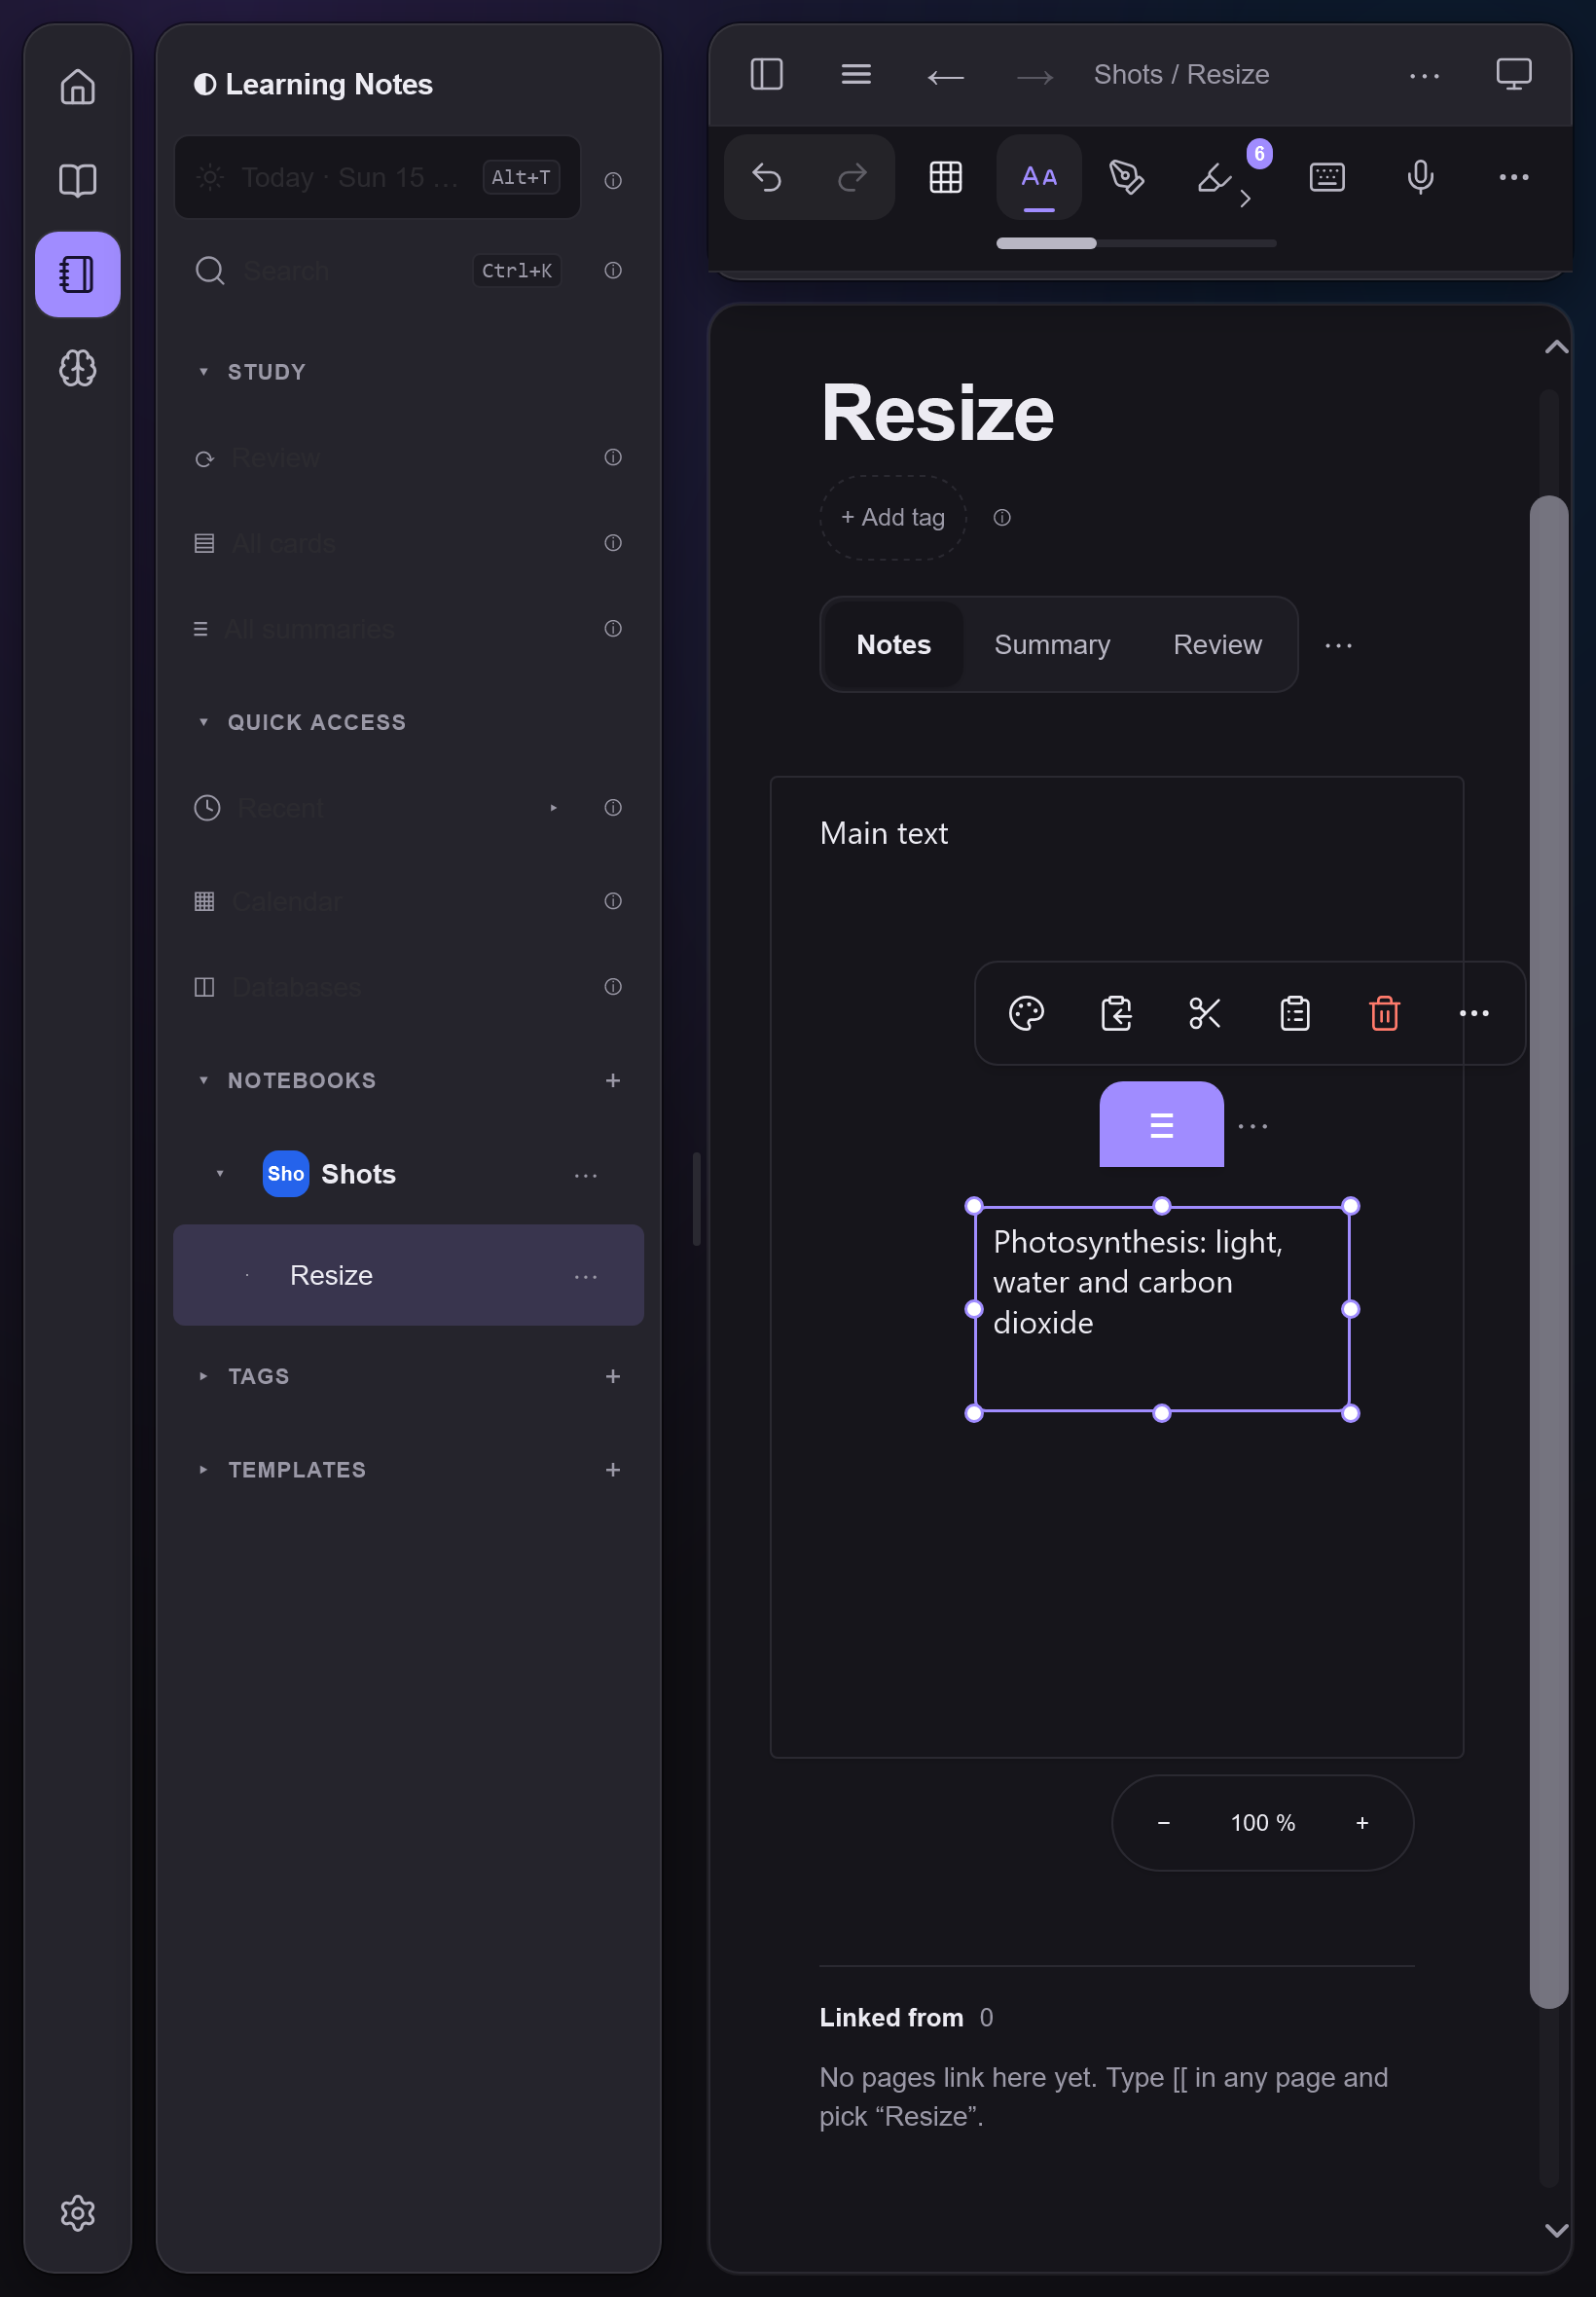 Learning Notes
Today · Sun 15 ... Alt+T
Search Ctrl+K
STUDY
Review
All cards
All summaries
QUICK ACCESS
Recent
Calendar
Databases
NOTEBOOKS +
Sho Shots ...
Resize ...
TAGS +
TEMPLATES +
Shots / Resize ...
6
AA
Resize
+ Add tag
Notes Summary Review ...
Main text
Photosynthesis: light,
water and carbon
dioxide
− 100 % +
Linked from 0
No pages link here yet. Type [[ in any page and
pick “Resize”.